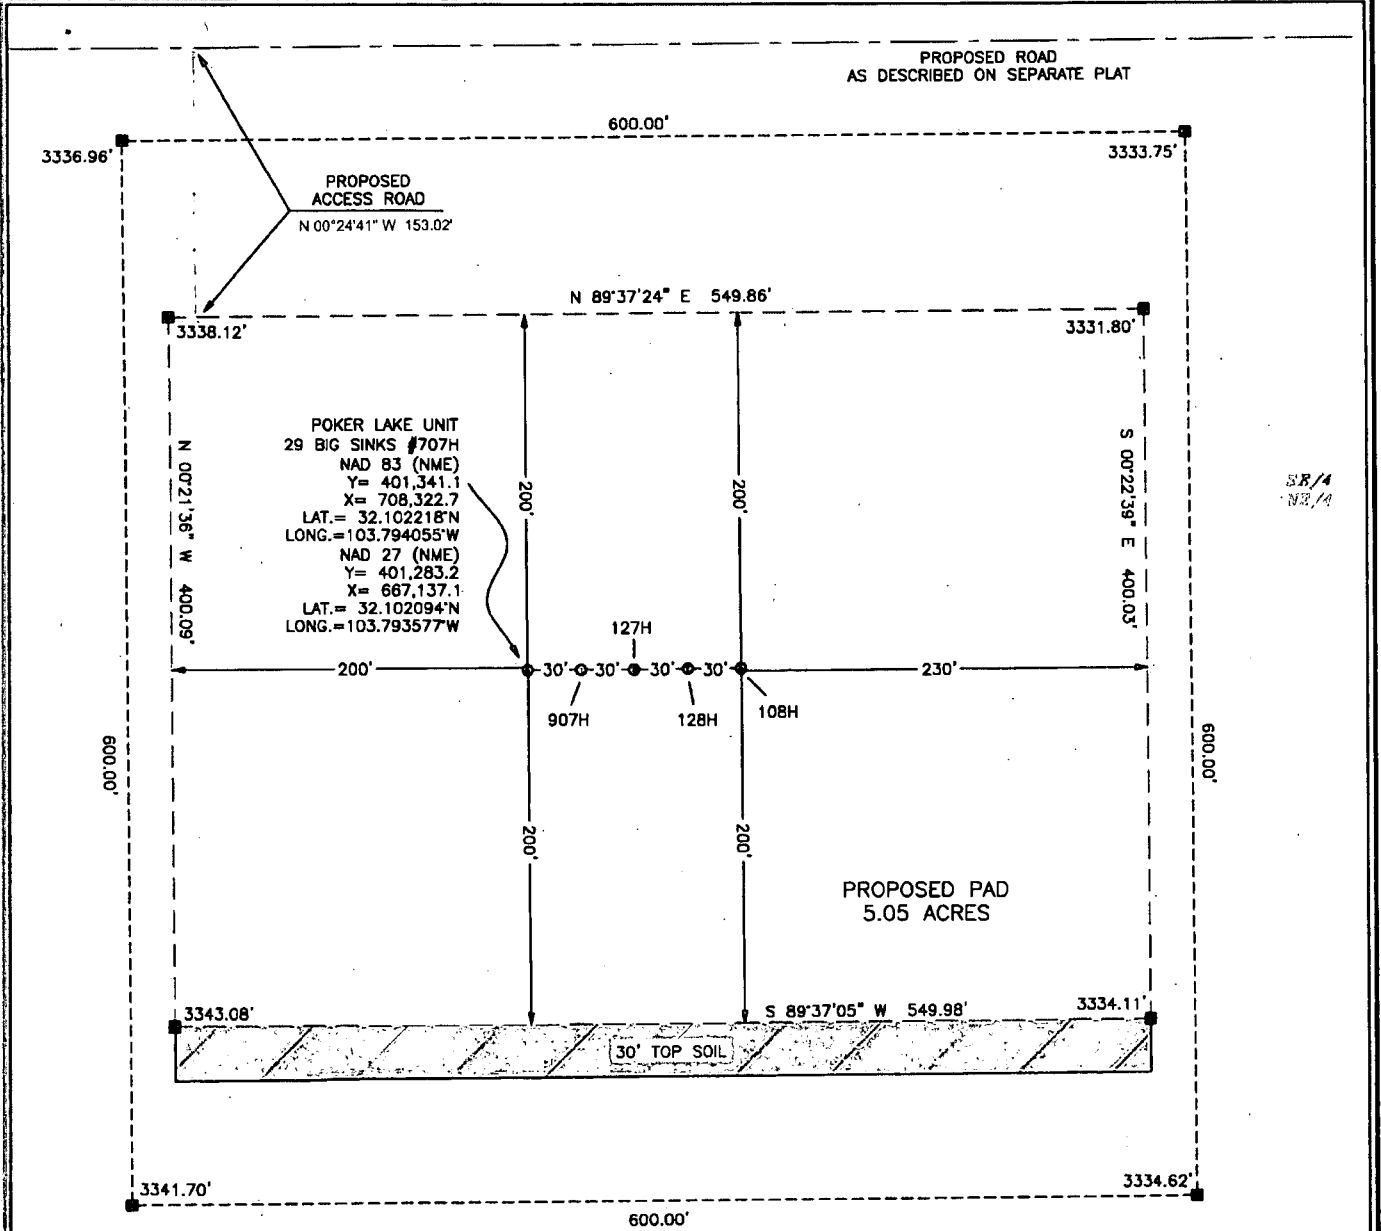 PROPOSED ROAD
AS DESCRIBED ON SEPARATE PLAT
600.00'
3336.96'
3333.75'
PROPOSED
ACCESS ROAD
N 00°24'41" W 153.02'
N 89°37'24" E 549.86'
3338.12'
3331.80'
POKER LAKE UNIT
29 BIG SINKS #707H
NAD 83 (NME)
Y= 401,341.1
X= 708,322.7
LAT.= 32.102218°N
LONG.=103.794055°W
NAD 27 (NME)
Y= 401,283.2
X= 667,137.1
LAT.= 32.102094°N
LONG.=103.793577°W
N 00°21'36" W 400.09'
200'
200'
S 00°22'39" E 400.03'
127H
200'
30'
30'
30'
30'
230'
907H
128H
108H
600.00'
600.00'
200'
200'
PROPOSED PAD
5.05 ACRES
3343.08'
S 89°37'05" W 549.98'
3334.11'
30' TOP SOIL
3341.70'
3334.62'
600.00'